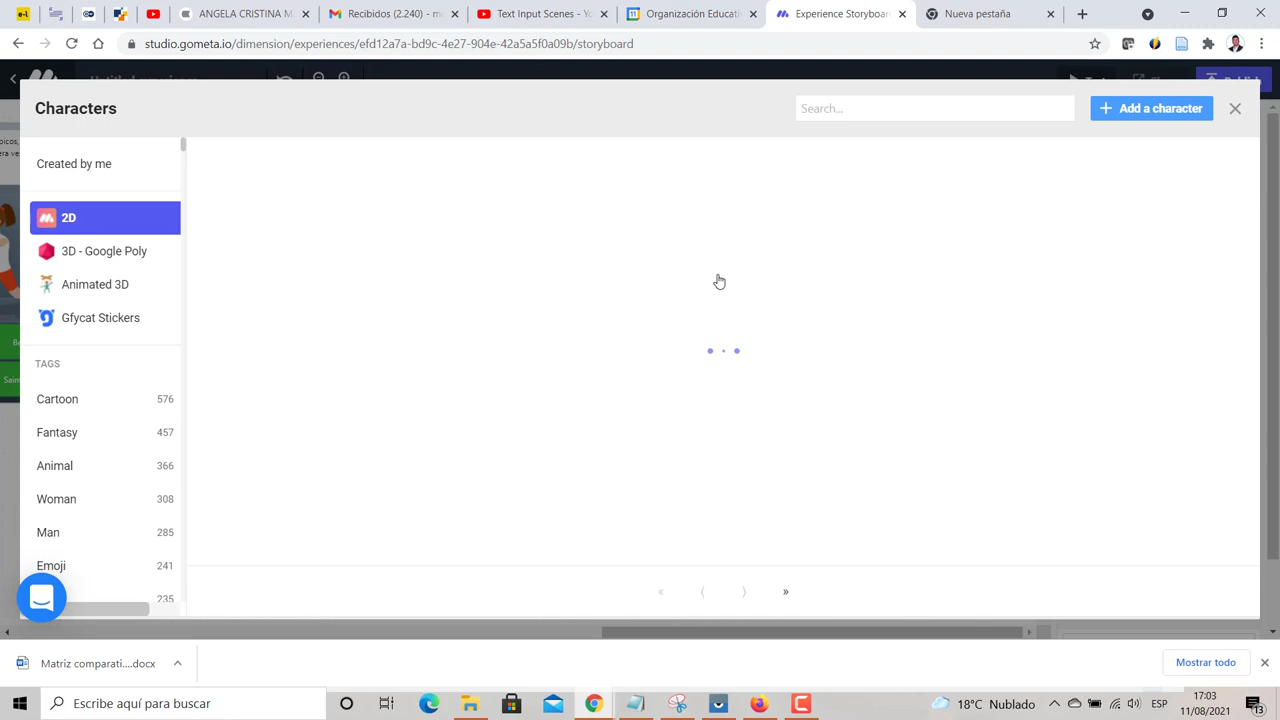 ANGELA CRISTINA M
Recibidos (2.240) - m
Text Input Scenes - Yo
Organización Educati
Experience Storyboar
Nueva pestaña
studio.gometa.io/dimension/experiences/efd12a7a-bd9c-4e27-904e-42a5a5f0a09b/storyboard
Characters
Search...
Add a character
Created by me
2D
3D - Google Poly
Animated 3D
Gfycat Stickers
TAGS
Cartoon 576
Fantasy 457
Animal 366
Woman 308
Man 285
Emoji 241
235
Matriz comparati....docx
Mostrar todo
Escribe aquí para buscar
18°C Nublado
ESP
17:03
11/08/2021
13